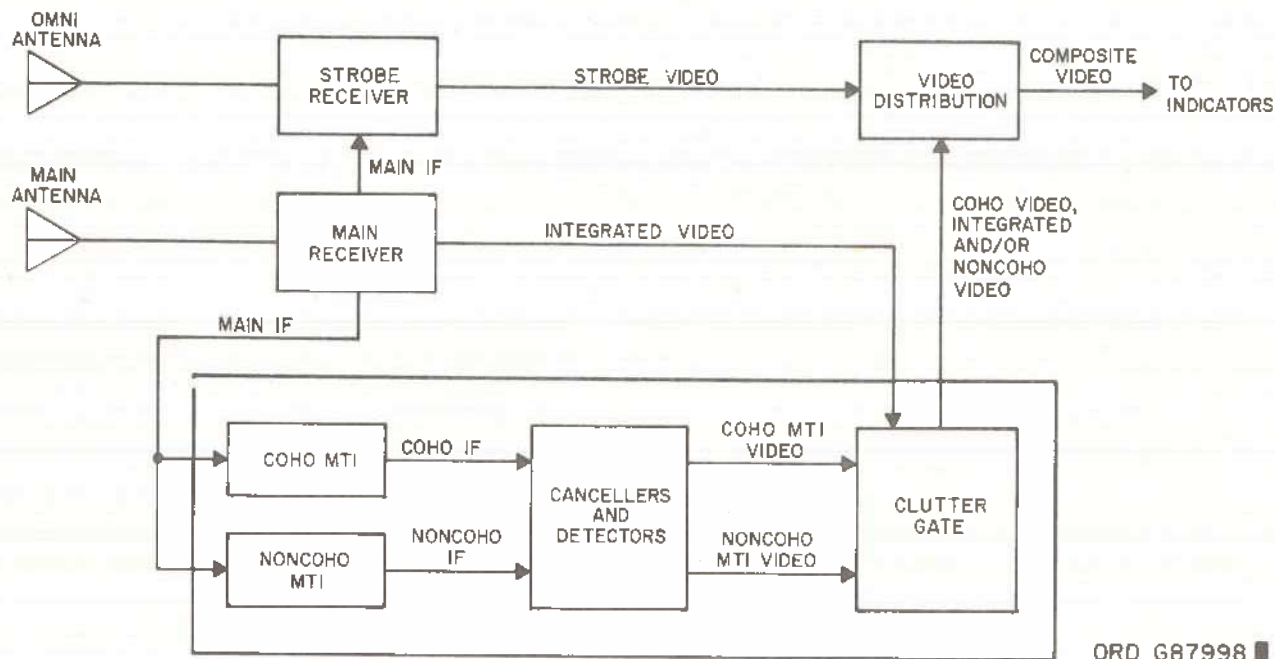 OMNI
ANTENNA
STROBE
RECEIVER
STROBE VIDEO
VIDEO
DISTRIBUTION
COMPOSITE
VIDEO
TO
INDICATORS
MAIN IF
MAIN
ANTENNA
MAIN
RECEIVER
INTEGRATED VIDEO
COHO VIDEO,
INTEGRATED
AND/OR
NONCOHO
VIDEO
MAIN IF
COHO MTI
COHO IF
CANCELLERS
AND
DETECTORS
COHO MTI
VIDEO
CLUTTER
GATE
NONCOHO
MTI
NONCOHO
IF
NONCOHO
MTI VIDEO
ORD G87998